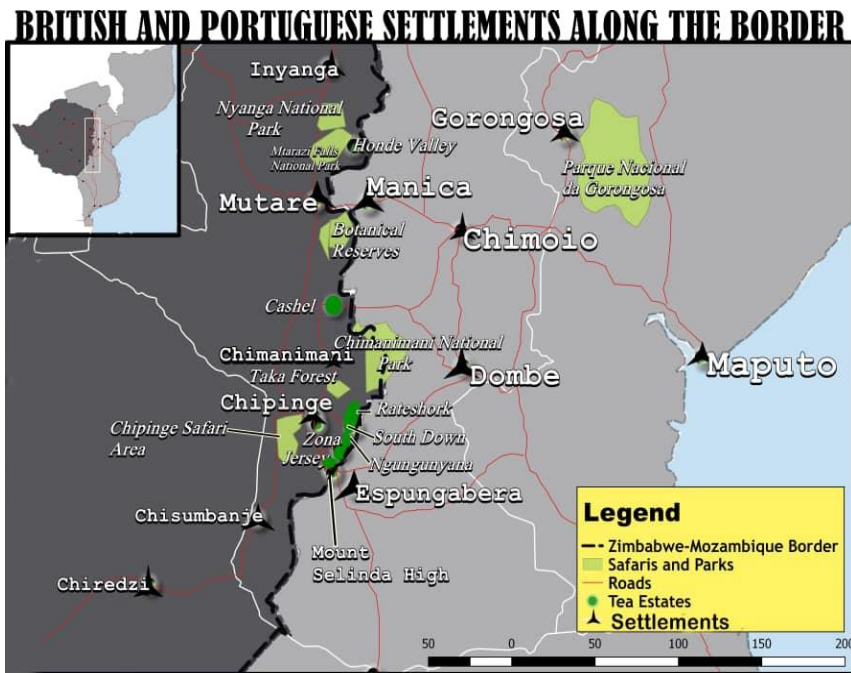 BRITISH AND PORTUGUESE SETTLEMENTS ALONG THE BORDER
Inyanga
Nyanga National
Park
Mtarazi Falls
National Park
Honde Valley
Gorongosa
Parque Nacional
da Gorongosa
Mutare
Manica
Botanical
Reserves
Chimoio
Cashel
Chimanimani National
Park
Chimanimani
Taka Forest
Dombe
Maputo
Chipinge
Rateshork
Chipinge Safari
Area
Zona
South Down
Jersey
Ngungunyana
Espungabera
Chisumbanje
Mount
Selinda High
Chiredzi
Legend
Zimbabwe-Mozambique Border
Safaris and Parks
Roads
Tea Estates
Settlements
50 0 50 100 150 200